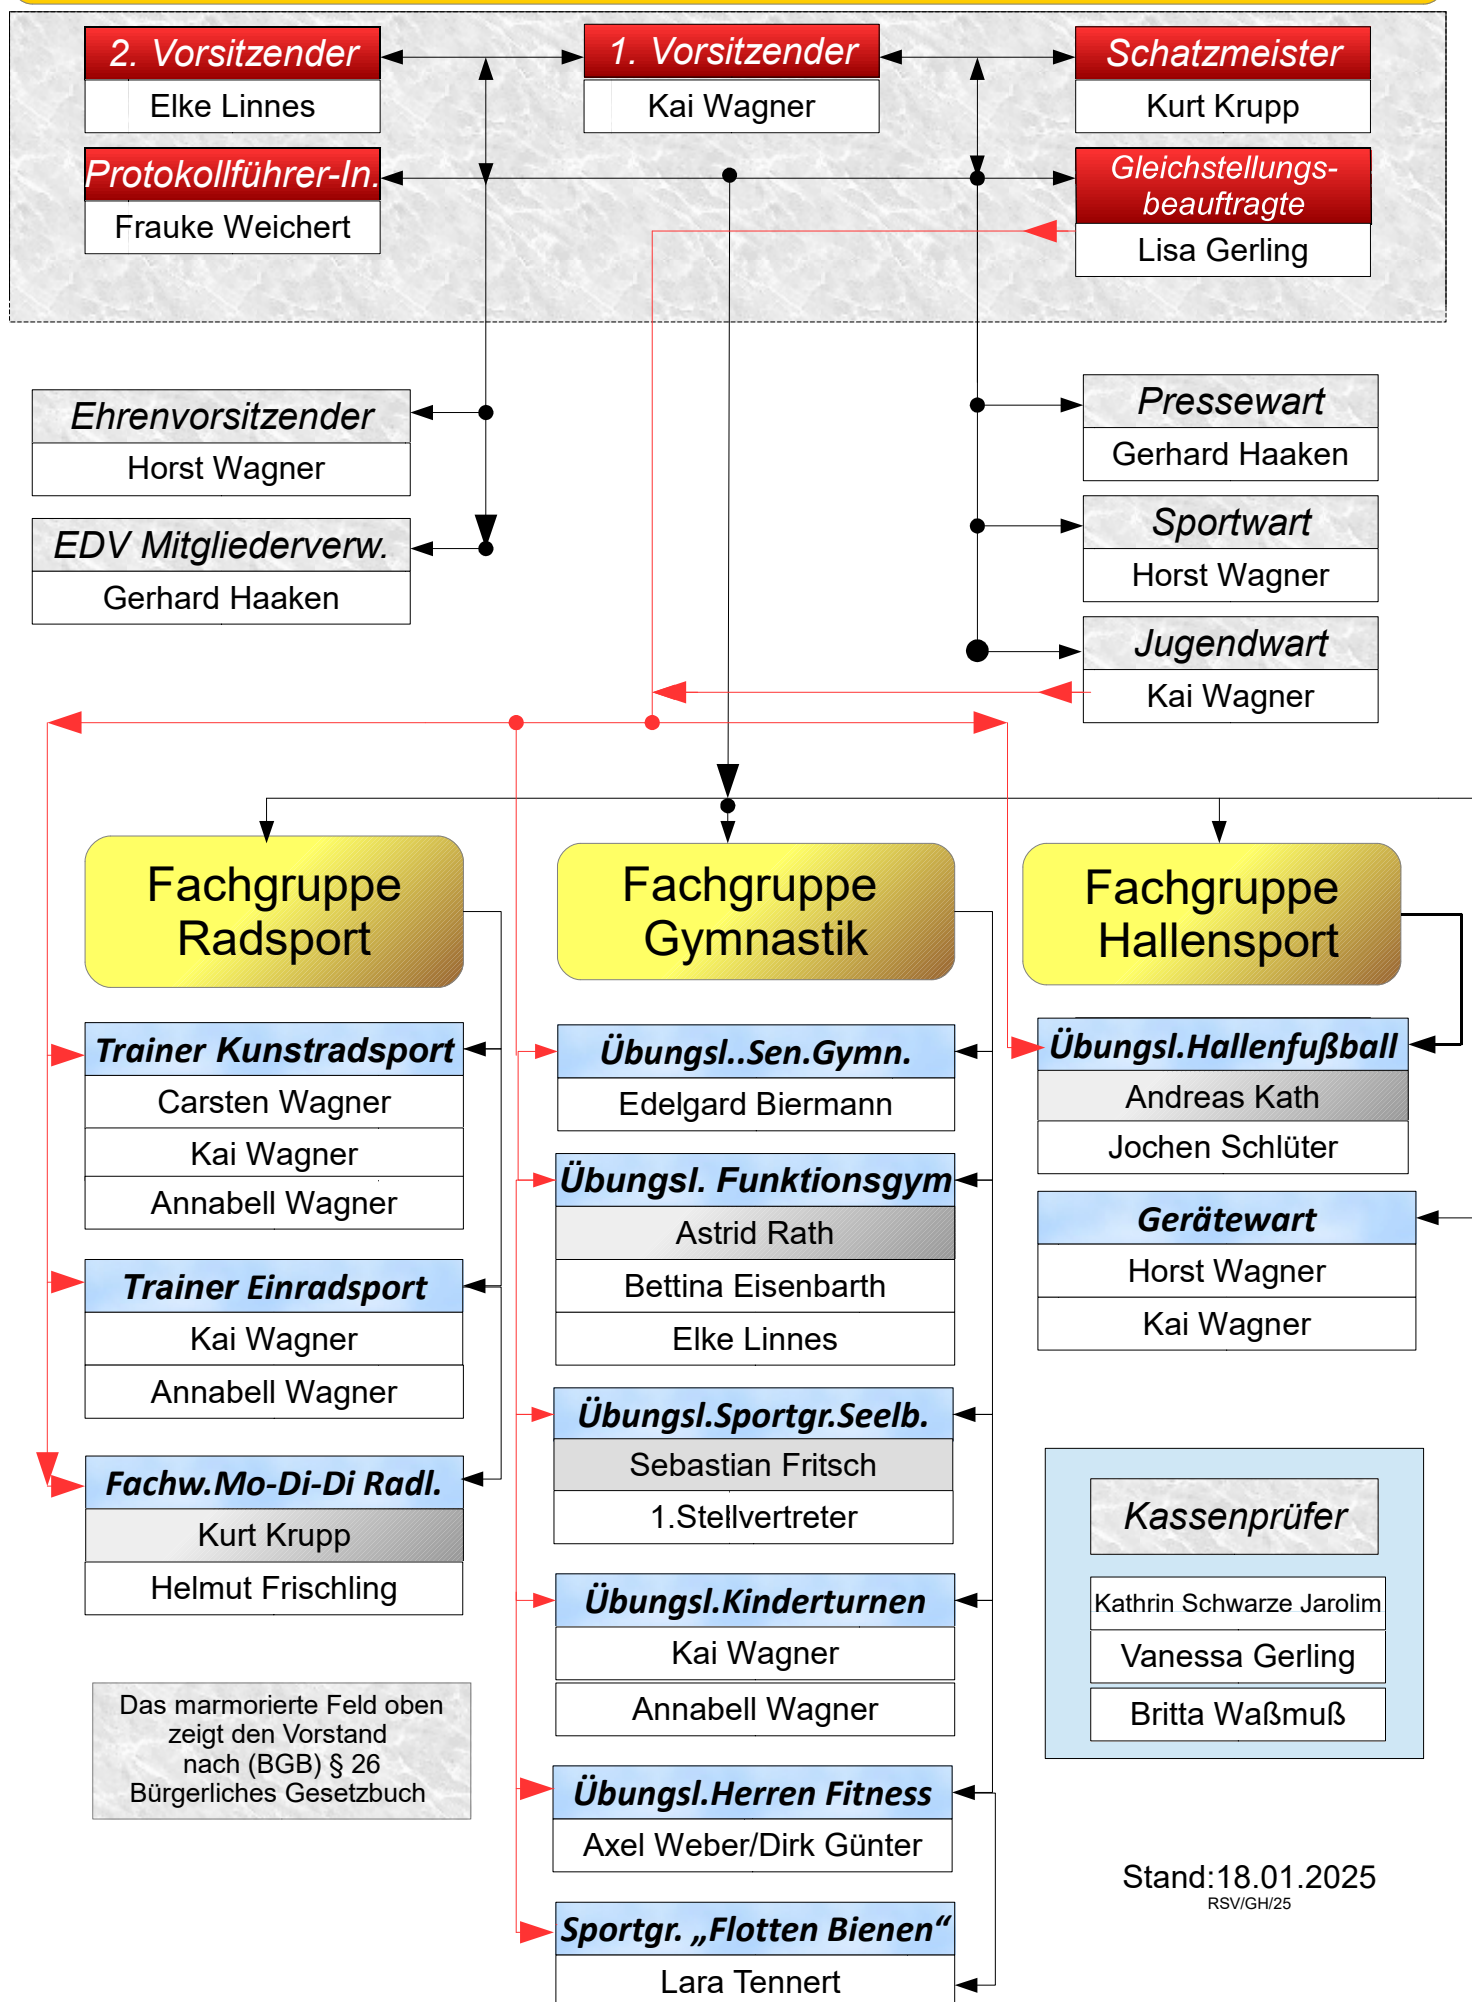 2. Vorsitzender
Elke Linnes
1. Vorsitzender
Kai Wagner
Schatzmeister
Kurt Krupp
Protokollführer-In.
Frauke Weichert
Gleichstellungs-
beauftragte
Lisa Gerling
Ehrenvorsitzender
Horst Wagner
EDV Mitgliederverw.
Gerhard Haaken
Pressewart
Gerhard Haaken
Sportwart
Horst Wagner
Jugendwart
Kai Wagner
Fachgruppe
Radsport
Trainer Kunstradsport
Carsten Wagner
Kai Wagner
Annabell Wagner
Trainer Einradsport
Kai Wagner
Annabell Wagner
Fachw.Mo-Di-Di Radl.
Kurt Krupp
Helmut Frischling
Das marmorierte Feld oben
zeigt den Vorstand
nach (BGB) § 26
Bürgerliches Gesetzbuch
Fachgruppe
Gymnastik
Übungsl..Sen.Gymn.
Edelgard Biermann
Übungsl. Funktionsgym
Astrid Rath
Bettina Eisenbarth
Elke Linnes
Übungsl.Sportgr.Seelb.
Sebastian Fritsch
1.Stellvertreter
Übungsl.Kinderturnen
Kai Wagner
Annabell Wagner
Übungsl.Herren Fitness
Axel Weber/Dirk Günter
Sportgr. „Flotten Bienen“
Lara Tennert
Fachgruppe
Hallensport
Übungsl.Hallenfußball
Andreas Kath
Jochen Schlüter
Gerätewart
Horst Wagner
Kai Wagner
Kassenprüfer
Kathrin Schwarze Jarolim
Vanessa Gerling
Britta Waßmuß
Stand:18.01.2025
RSV/GH/25